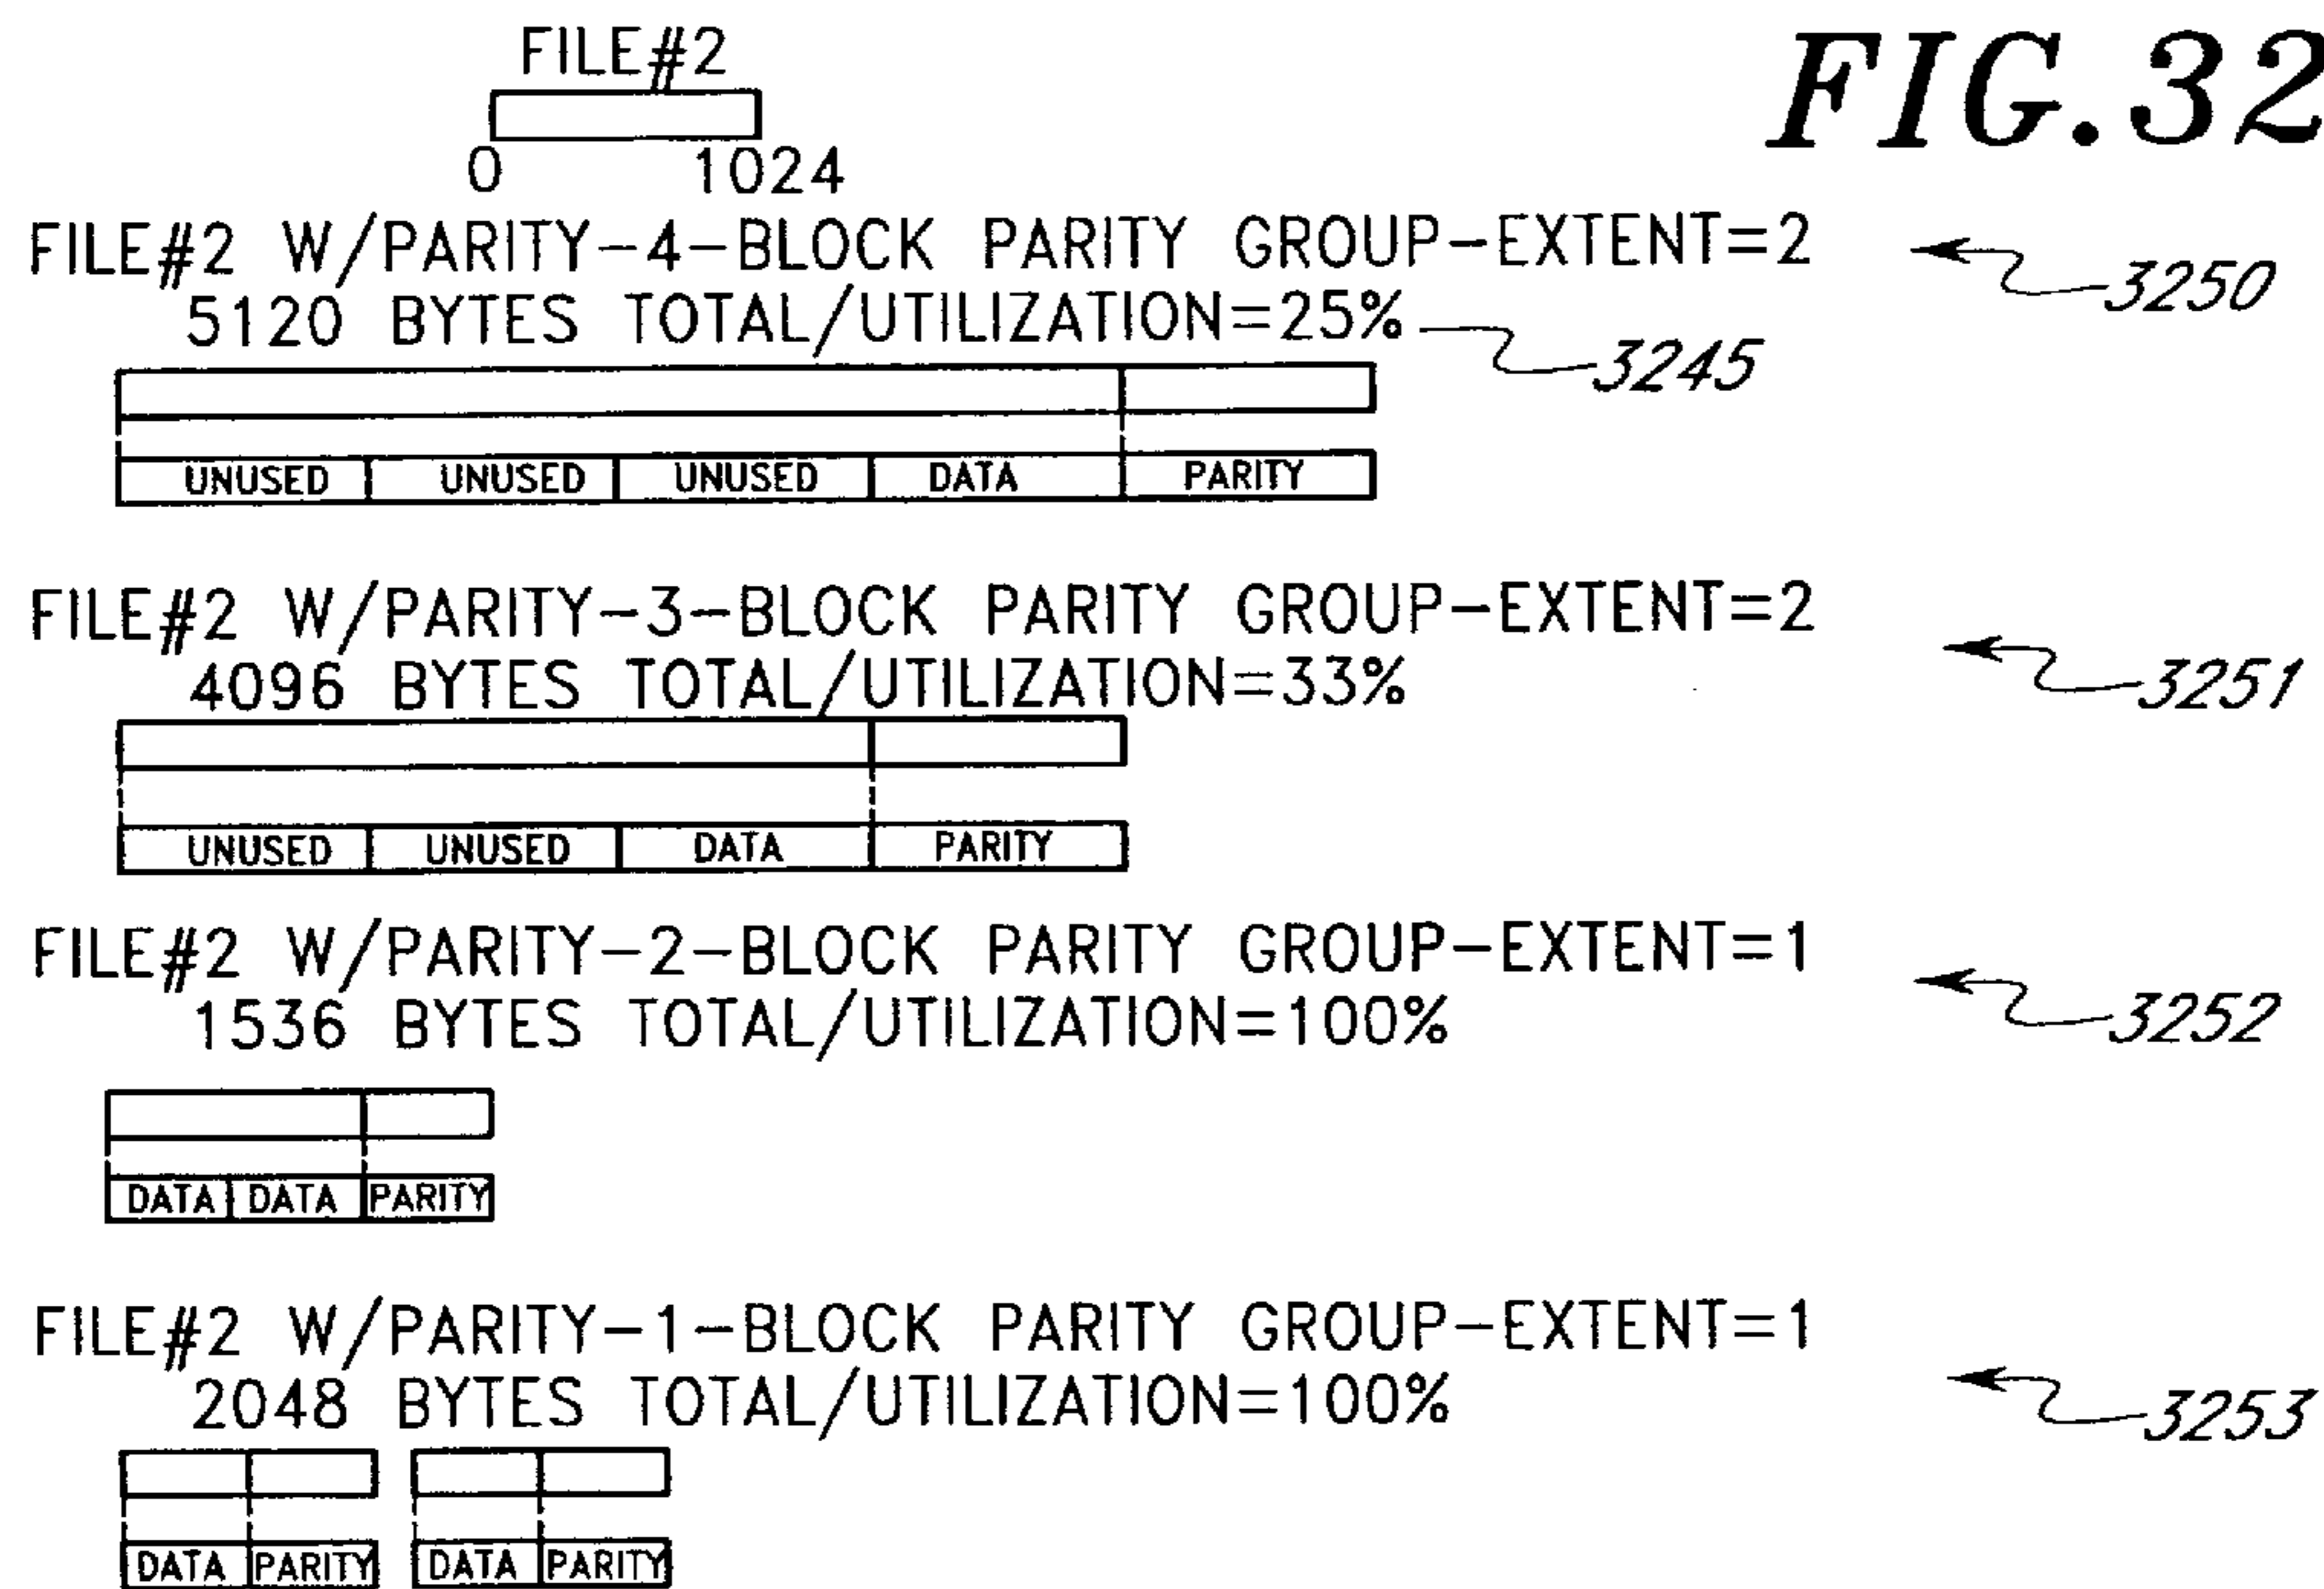 FILE#2
FIG.32
0 1024
FILE#2 W/PARITY-4-BLOCK PARITY GROUP-EXTENT=2
3250
5120 BYTES TOTAL/UTILIZATION=25%
3245
UNUSED UNUSED UNUSED DATA PARITY
FILE#2 W/PARITY-3-BLOCK PARITY GROUP-EXTENT=2
3251
4096 BYTES TOTAL/UTILIZATION=33%
UNUSED UNUSED DATA PARITY
FILE#2 W/PARITY-2-BLOCK PARITY GROUP-EXTENT=1
3252
1536 BYTES TOTAL/UTILIZATION=100%
DATA DATA PARITY
FILE#2 W/PARITY-1-BLOCK PARITY GROUP-EXTENT=1
3253
2048 BYTES TOTAL/UTILIZATION=100%
DATA PARITY DATA PARITY